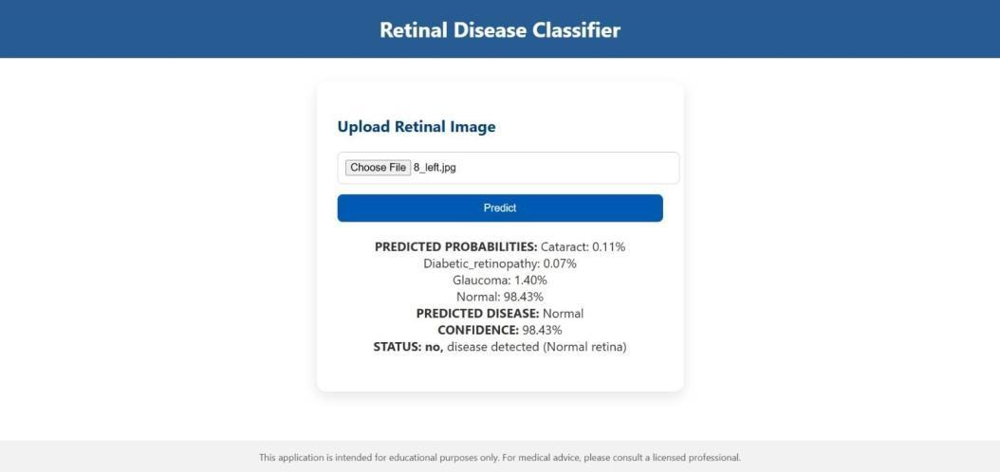 Retinal Disease Classifier
Upload Retinal Image
Choose File 8_left.jpg
Predict
PREDICTED PROBABILITIES: Cataract: 0.11%
Diabetic_retinopathy: 0.07%
Glaucoma: 1.40%
Normal: 98.43%
PREDICTED DISEASE: Normal
CONFIDENCE: 98.43%
STATUS: no, disease detected (Normal retina)
This application is intended for educational purposes only. For medical advice, please consult a licensed professional.